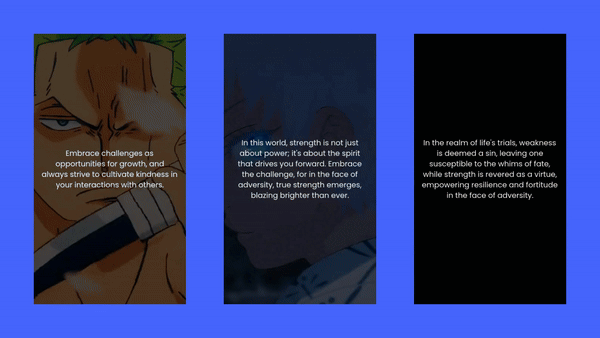 Embrace challenges as
opportunities for growth, and
always strive to cultivate kindness in
your interactions with others.
In this world, strength is not just
about power; it's about the spirit
that drives you forward. Embrace
the challenge, for in the face of
adversity, true strength emerges,
blazing brighter than ever.
In the realm of life's trials, weakness
is deemed a sin, leaving one
susceptible to the whims of fate,
while strength is revered as a virtue,
empowering resilience and fortitude
in the face of adversity.